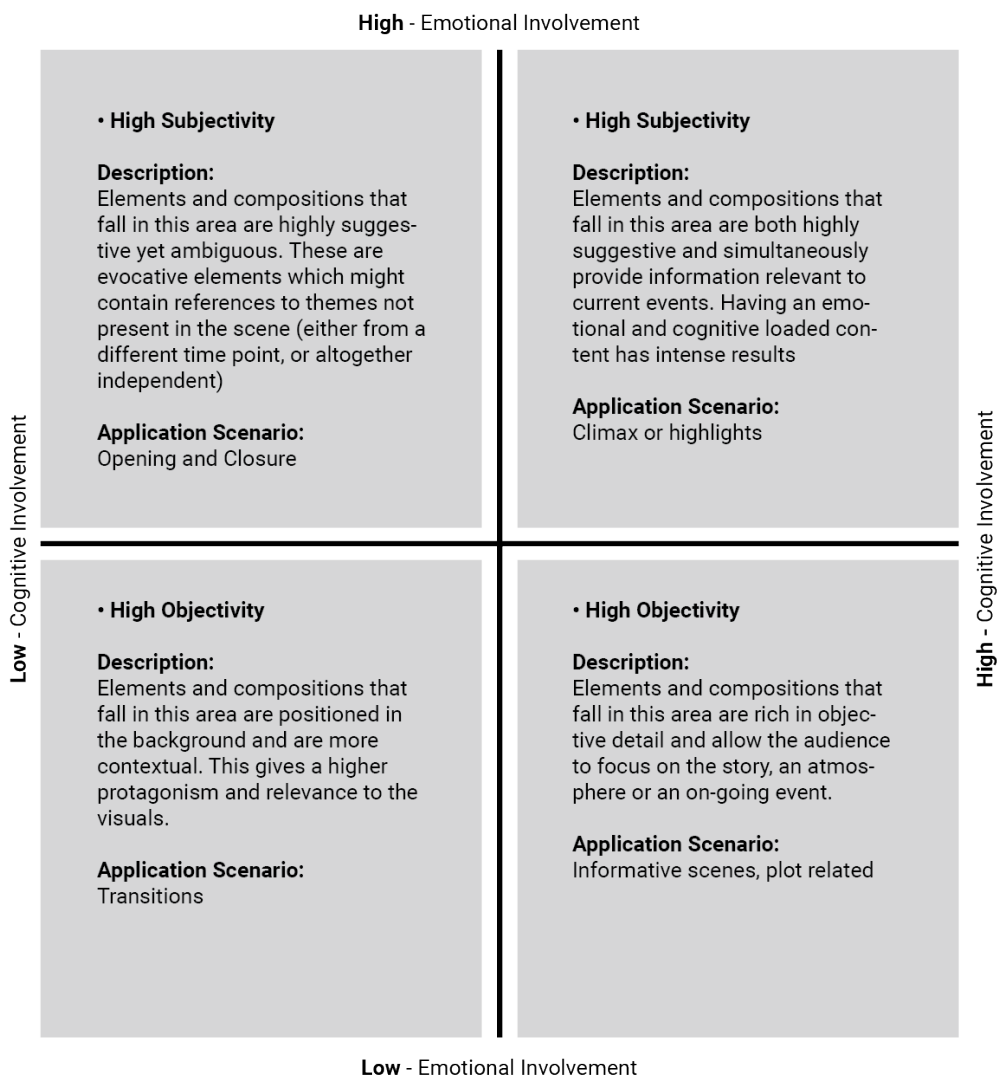 High - Emotional Involvement
• High Subjectivity
Description:
Elements and compositions that
fall in this area are highly sugges-
tive yet ambiguous. These are
evocative elements which might
contain references to themes not
present in the scene (either from a
different time point, or altogether
independent)
Application Scenario:
Opening and Closure
• High Subjectivity
Description:
Elements and compositions that
fall in this area are both highly
suggestive and simultaneously
provide information relevant to
current events. Having an emo-
tional and cognitive loaded con-
tent has intense results
Application Scenario:
Climax or highlights
Low - Cognitive Involvement
High - Cognitive Involvement
• High Objectivity
Description:
Elements and compositions that
fall in this area are positioned in
the background and are more
contextual. This gives a higher
protagonism and relevance to the
visuals.
Application Scenario:
Transitions
• High Objectivity
Description:
Elements and compositions that
fall in this area are rich in objec-
tive detail and allow the audience
to focus on the story, an atmos-
phere or an on-going event.
Application Scenario:
Informative scenes, plot related
Low - Emotional Involvement